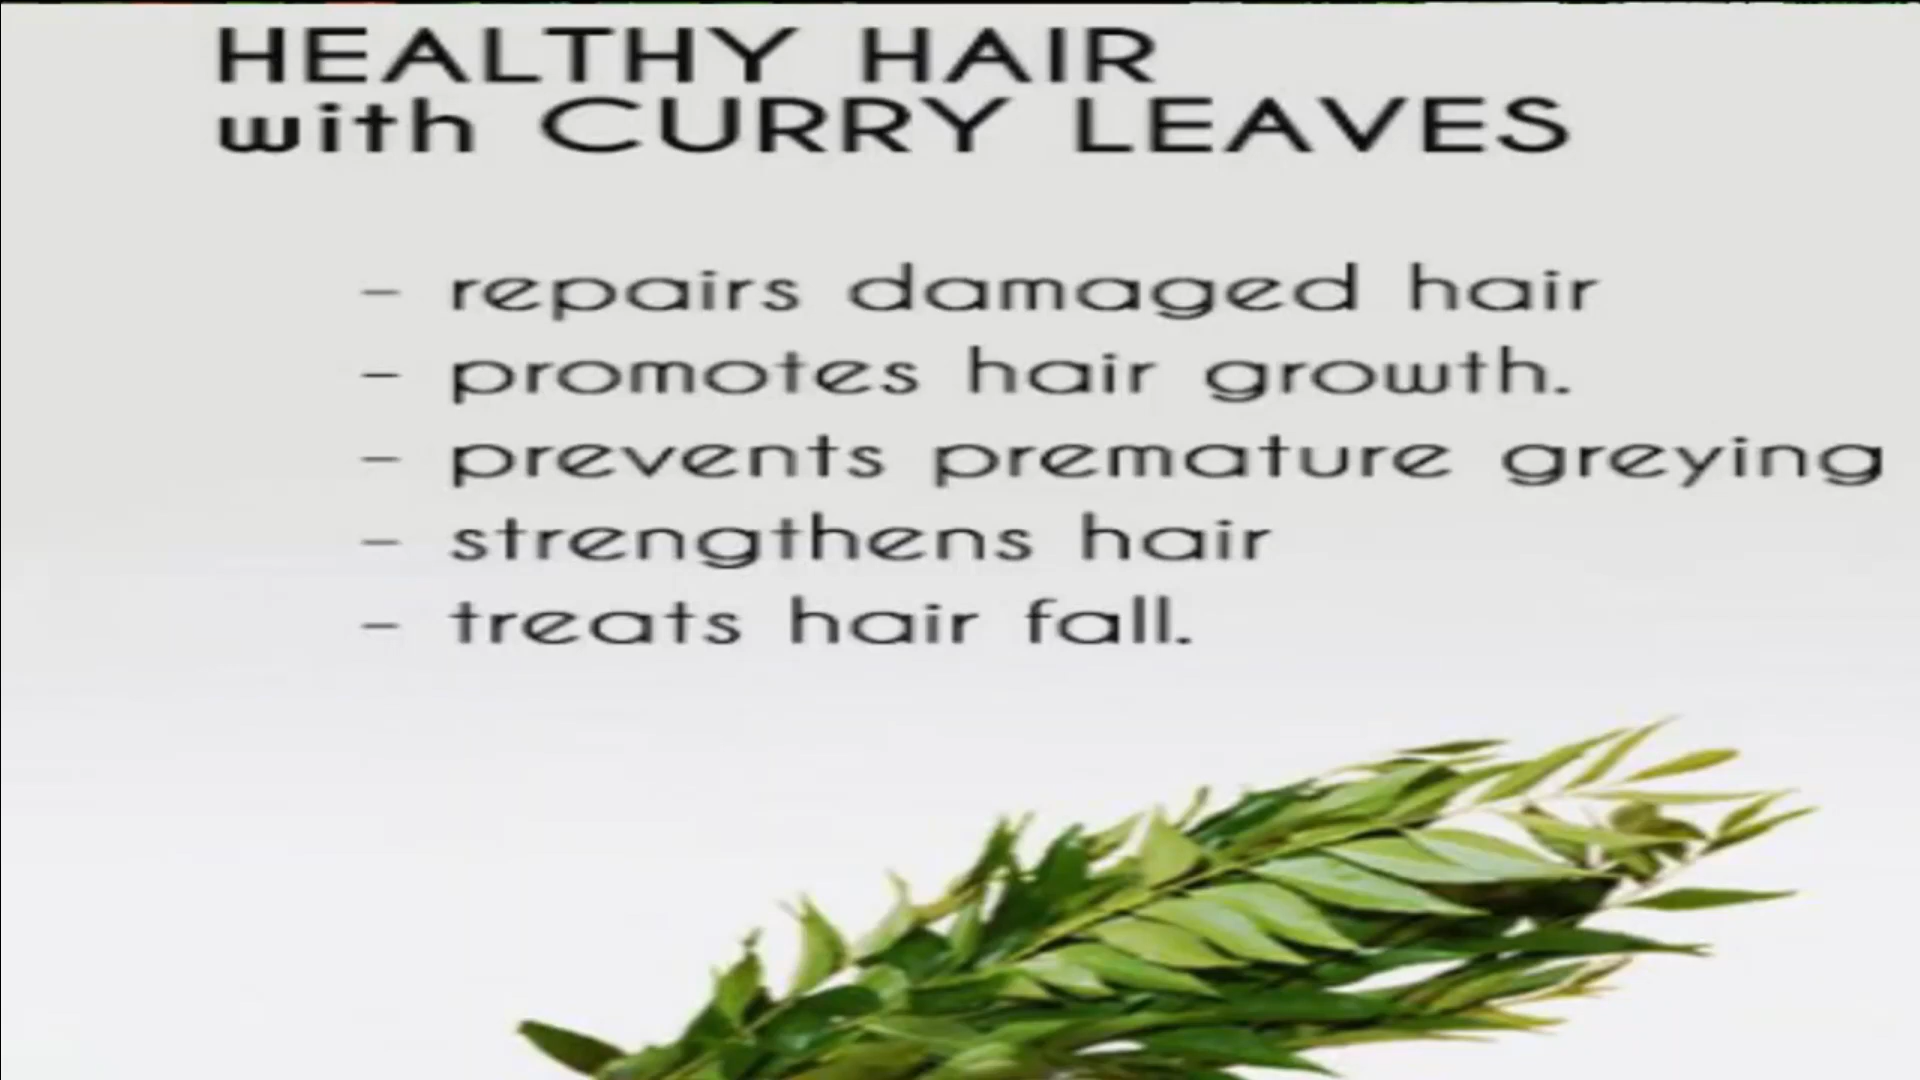 HEALTHY HAIR
with CURRY LEAVES
- repairs damaged hair
- promotes hair growth.
- prevents premature greying
- strengthens hair
- treats hair fall.